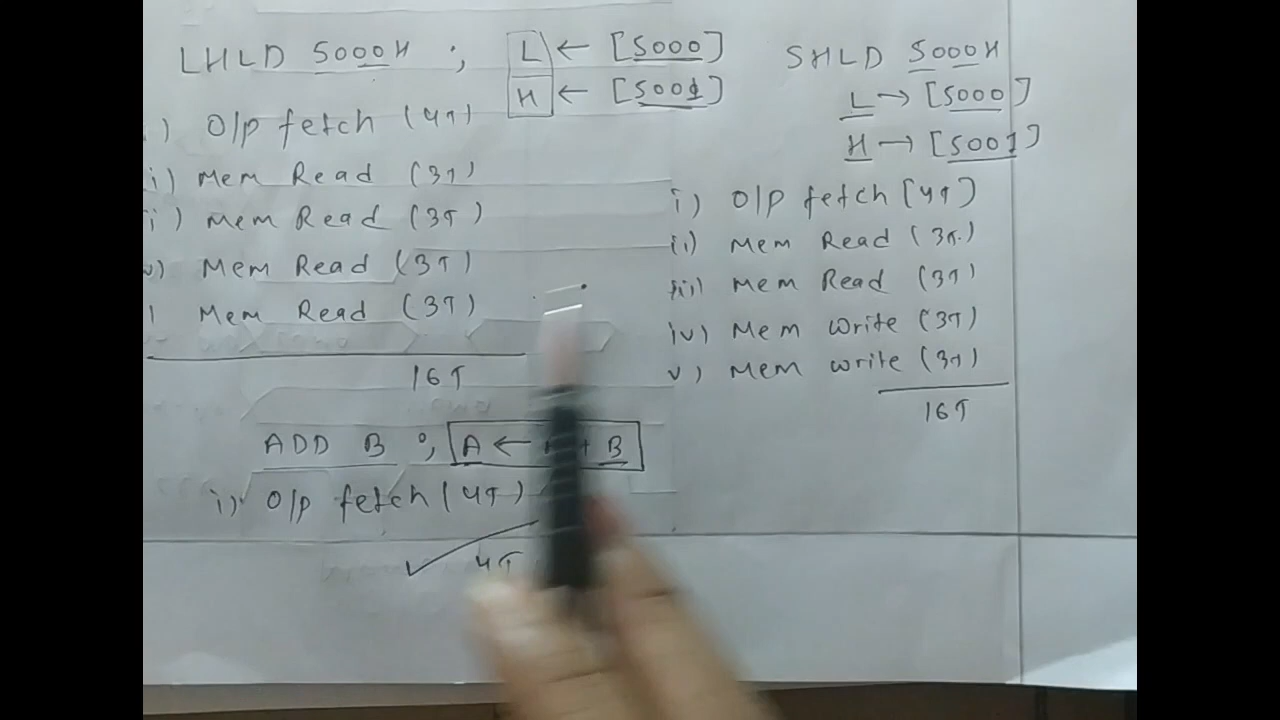 LHLD 5000H ; L ← [5000]
H ← [5001]
) O/P fetch (4T)
i) Mem Read (3T)
i) Mem Read (3T)
v) Mem Read (3T)
Mem Read (3T)
16T
ADD B ; A ← + B
i) O/P fetch (4T)
4T
SHLD 5000H
L → [5000]
H → [5001]
i) O/P fetch [4T)
ii) Mem Read (3T)
iii) Mem Read (3T)
iv) Mem Write (3T)
v) Mem write (3T)
16T